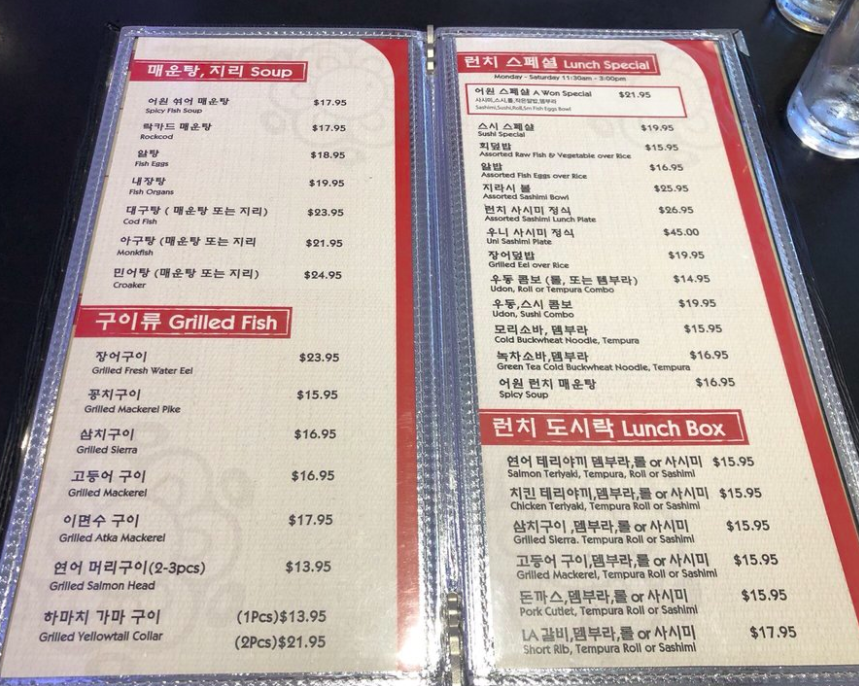 매운탕, 지리 Soup
어원 섞어 매운탕 $17.95
Spicy Fish Soup
락카드 매운탕 $17.95
Rockcod
알탕 $18.95
Fish Eggs
내장탕 $19.95
Fish Organs
대구탕 ( 매운탕 또는 지리) $23.95
Cod Fish
아구탕 (매운탕 또는 지리 $21.95
Monkfish
민어탕 (매운탕 또는 지리) $24.95
Croaker
구이류 Grilled Fish
장어구이 $23.95
Grilled Fresh Water Eel
꽁치구이 $15.95
Grilled Mackerel Pike
삼치구이 $16.95
Grilled Sierra
고등어 구이 $16.95
Grilled Mackerel
이면수 구이 $17.95
Grilled Atka Mackerel
연어 머리구이(2-3pcs) $13.95
Grilled Salmon Head
하마치 가마 구이 (1Pcs)$13.95
Grilled Yellowtail Collar (2Pcs)$21.95
런치 스페셜 Lunch Special
Monday - Saturday 11:30am - 3:00pm
어원 스페샬 A Won Special $21.95
사시미,스시,롤,작은알밥,뎀부라
Sashimi,Sushi,Roll,Sm Fish Eggs Bowl
스시 스페샬 $19.95
Sushi Special
회덮밥 $15.95
Assorted Raw Fish & Vegetable over Rice
알밥 $16.95
Assorted Fish Eggs over Rice
지라시 볼 $25.95
Assorted Sashimi Bowl
런치 사시미 정식 $26.95
Assorted Sashimi Lunch Plate
우니 사시미 정식 $45.00
Uni Sashimi Plate
장어덮밥 $19.95
Grilled Eel over Rice
우동 콤보 (롤, 또는 뎀부라) $14.95
Udon, Roll or Tempura Combo
우동,스시 콤보 $19.95
Udon, Sushi Combo
모리소바, 뎀부라 $15.95
Cold Buckwheat Noodle, Tempura
녹차소바,뎀부라 $16.95
Green Tea Cold Buckwheat Noodle, Tempura
어원 런치 매운탕 $16.95
Spicy Soup
런치 도시락 Lunch Box
연어 테리야끼 뎀부라,롤 or 사시미 $15.95
Salmon Teriyaki, Tempura, Roll or Sashimi
치킨 테리야끼,뎀부라,롤 or 사시미 $15.95
Chicken Teriyaki, Tempura Roll or Sashimi
삼치구이 ,뎀부라,롤 or 사시미 $15.95
Grilled Sierra. Tempura Roll or Sashimi
고등어 구이,뎀부라,롤 or 사시미 $15.95
Grilled Mackerel, Tempura Roll or Sashimi
돈까스,뎀부라,롤 or 사시미 $15.95
Pork Cutlet, Tempura Roll or Sashimi
LA갈비,뎀부라,롤 or 사시미 $17.95
Short Rib, Tempura Roll or Sashimi